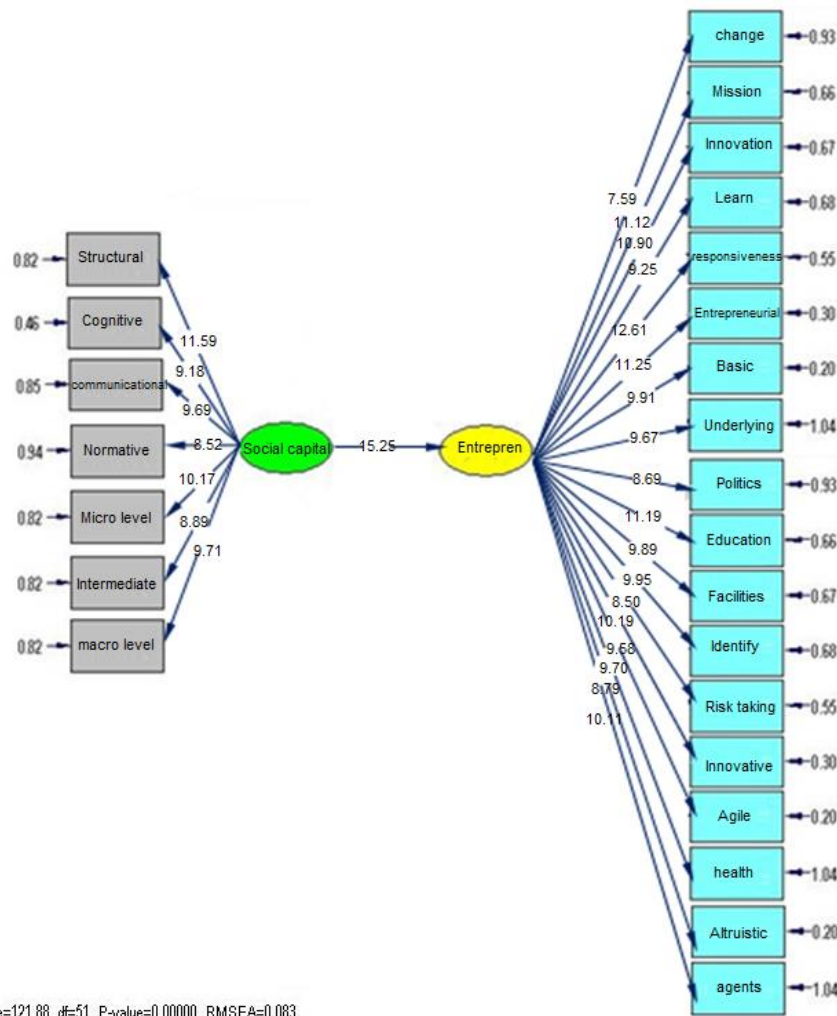 change
0.93
Mission
0.66
Innovation
0.67
7.59
Learn
0.68
11.12
10.90
9.25
Structural
0.82
responsiveness
0.55
Cognitive
0.46
Entrepreneurial
0.30
12.61
11.59
11.25
Basic
0.20
9.18
communicational
0.85
9.91
9.69
Underlying
1.04
Normative
0.94
8.52
Social capital
15.25
Entrepren
9.67
10.17
8.69
Politics
0.93
Micro level
0.82
8.89
11.19
Education
0.66
9.71
9.89
Intermediate
0.82
9.95
Facilities
0.67
8.50
10.19
macro level
0.82
9.58
Identify
0.68
9.70
8.79
Risk taking
0.55
10.11
Innovative
0.30
Agile
0.20
health
1.04
Altruistic
0.20
agents
1.04
e=121.88, df=51, P-value=0.00000, RMSEA=0.083